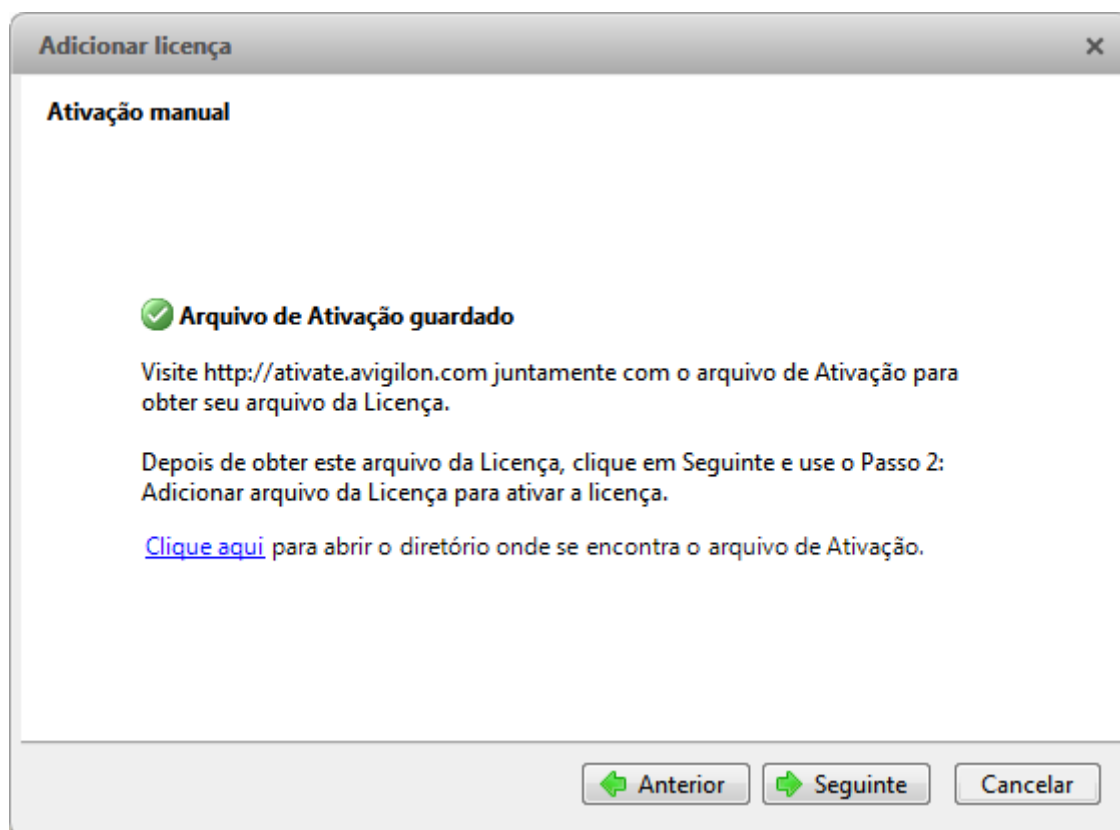 Adicionar licença
Ativação manual
Arquivo de Ativação guardado
Visite http://ativate.avigilon.com juntamente com o arquivo de Ativação para
obter seu arquivo da Licença.
Depois de obter este arquivo da Licença, clique em Seguinte e use o Passo 2:
Adicionar arquivo da Licença para ativar a licença.
Clique aqui para abrir o diretório onde se encontra o arquivo de Ativação.
Anterior Seguinte Cancelar